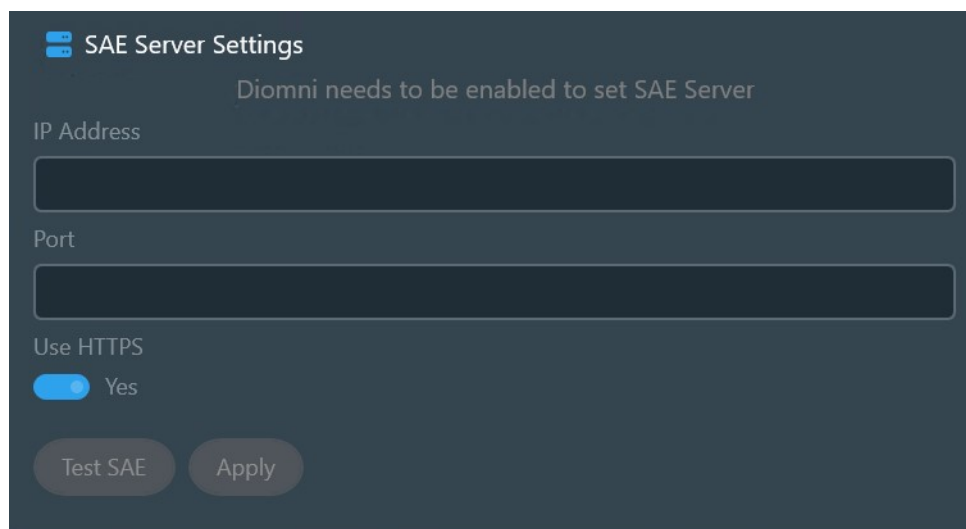 SAE Server Settings
Diomni needs to be enabled to set SAE Server
IP Address
Port
Use HTTPS
Yes
Test SAE Apply